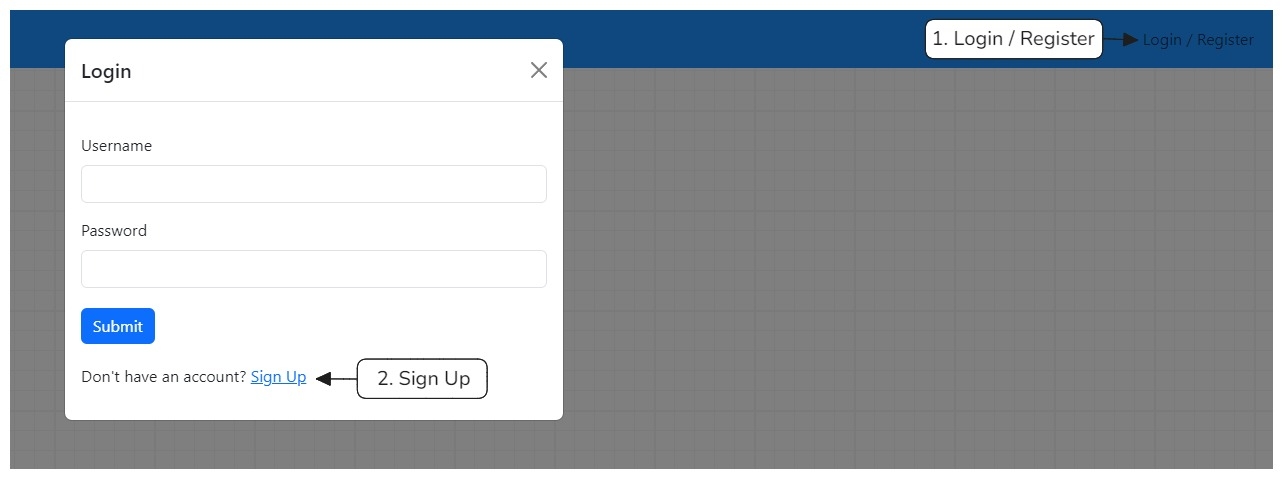 1. Login / Register
Login / Register
Login
Username
Password
Submit
Don't have an account? Sign Up
2. Sign Up